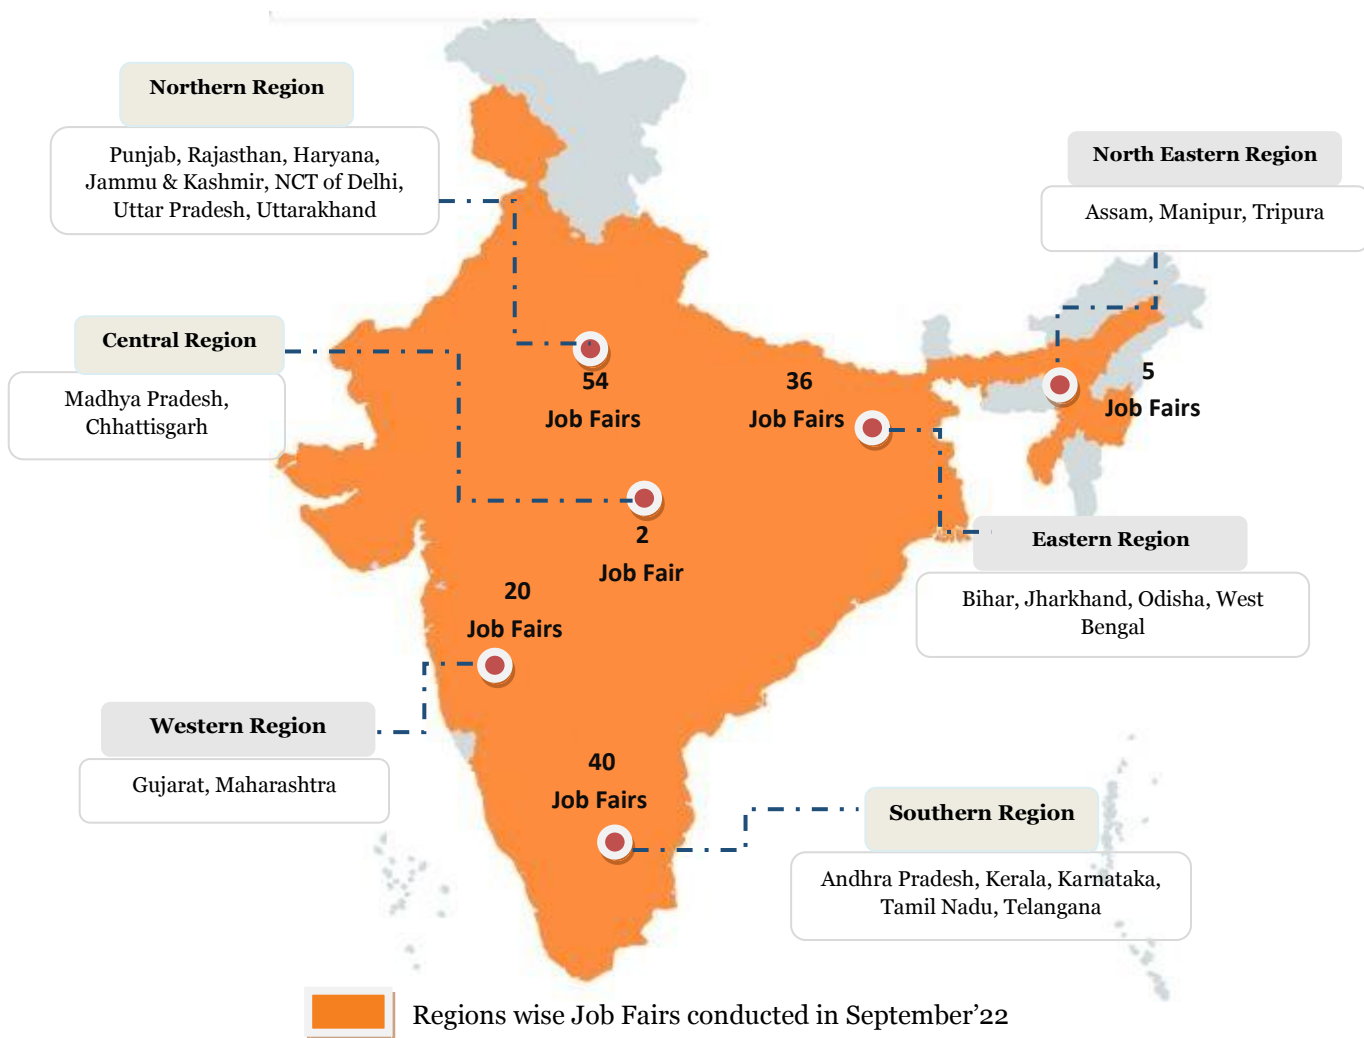 Northern Region
Punjab, Rajasthan, Haryana,
Jammu & Kashmir, NCT of Delhi,
Uttar Pradesh, Uttarakhand
North Eastern Region
Assam, Manipur, Tripura
Central Region
Madhya Pradesh,
Chhattisgarh
54
Job Fairs
36
Job Fairs
5
Job Fairs
2
Job Fair
Eastern Region
Bihar, Jharkhand, Odisha, West
Bengal
20
Job Fairs
Western Region
Gujarat, Maharashtra
40
Job Fairs
Southern Region
Andhra Pradesh, Kerala, Karnataka,
Tamil Nadu, Telangana
Regions wise Job Fairs conducted in September’22